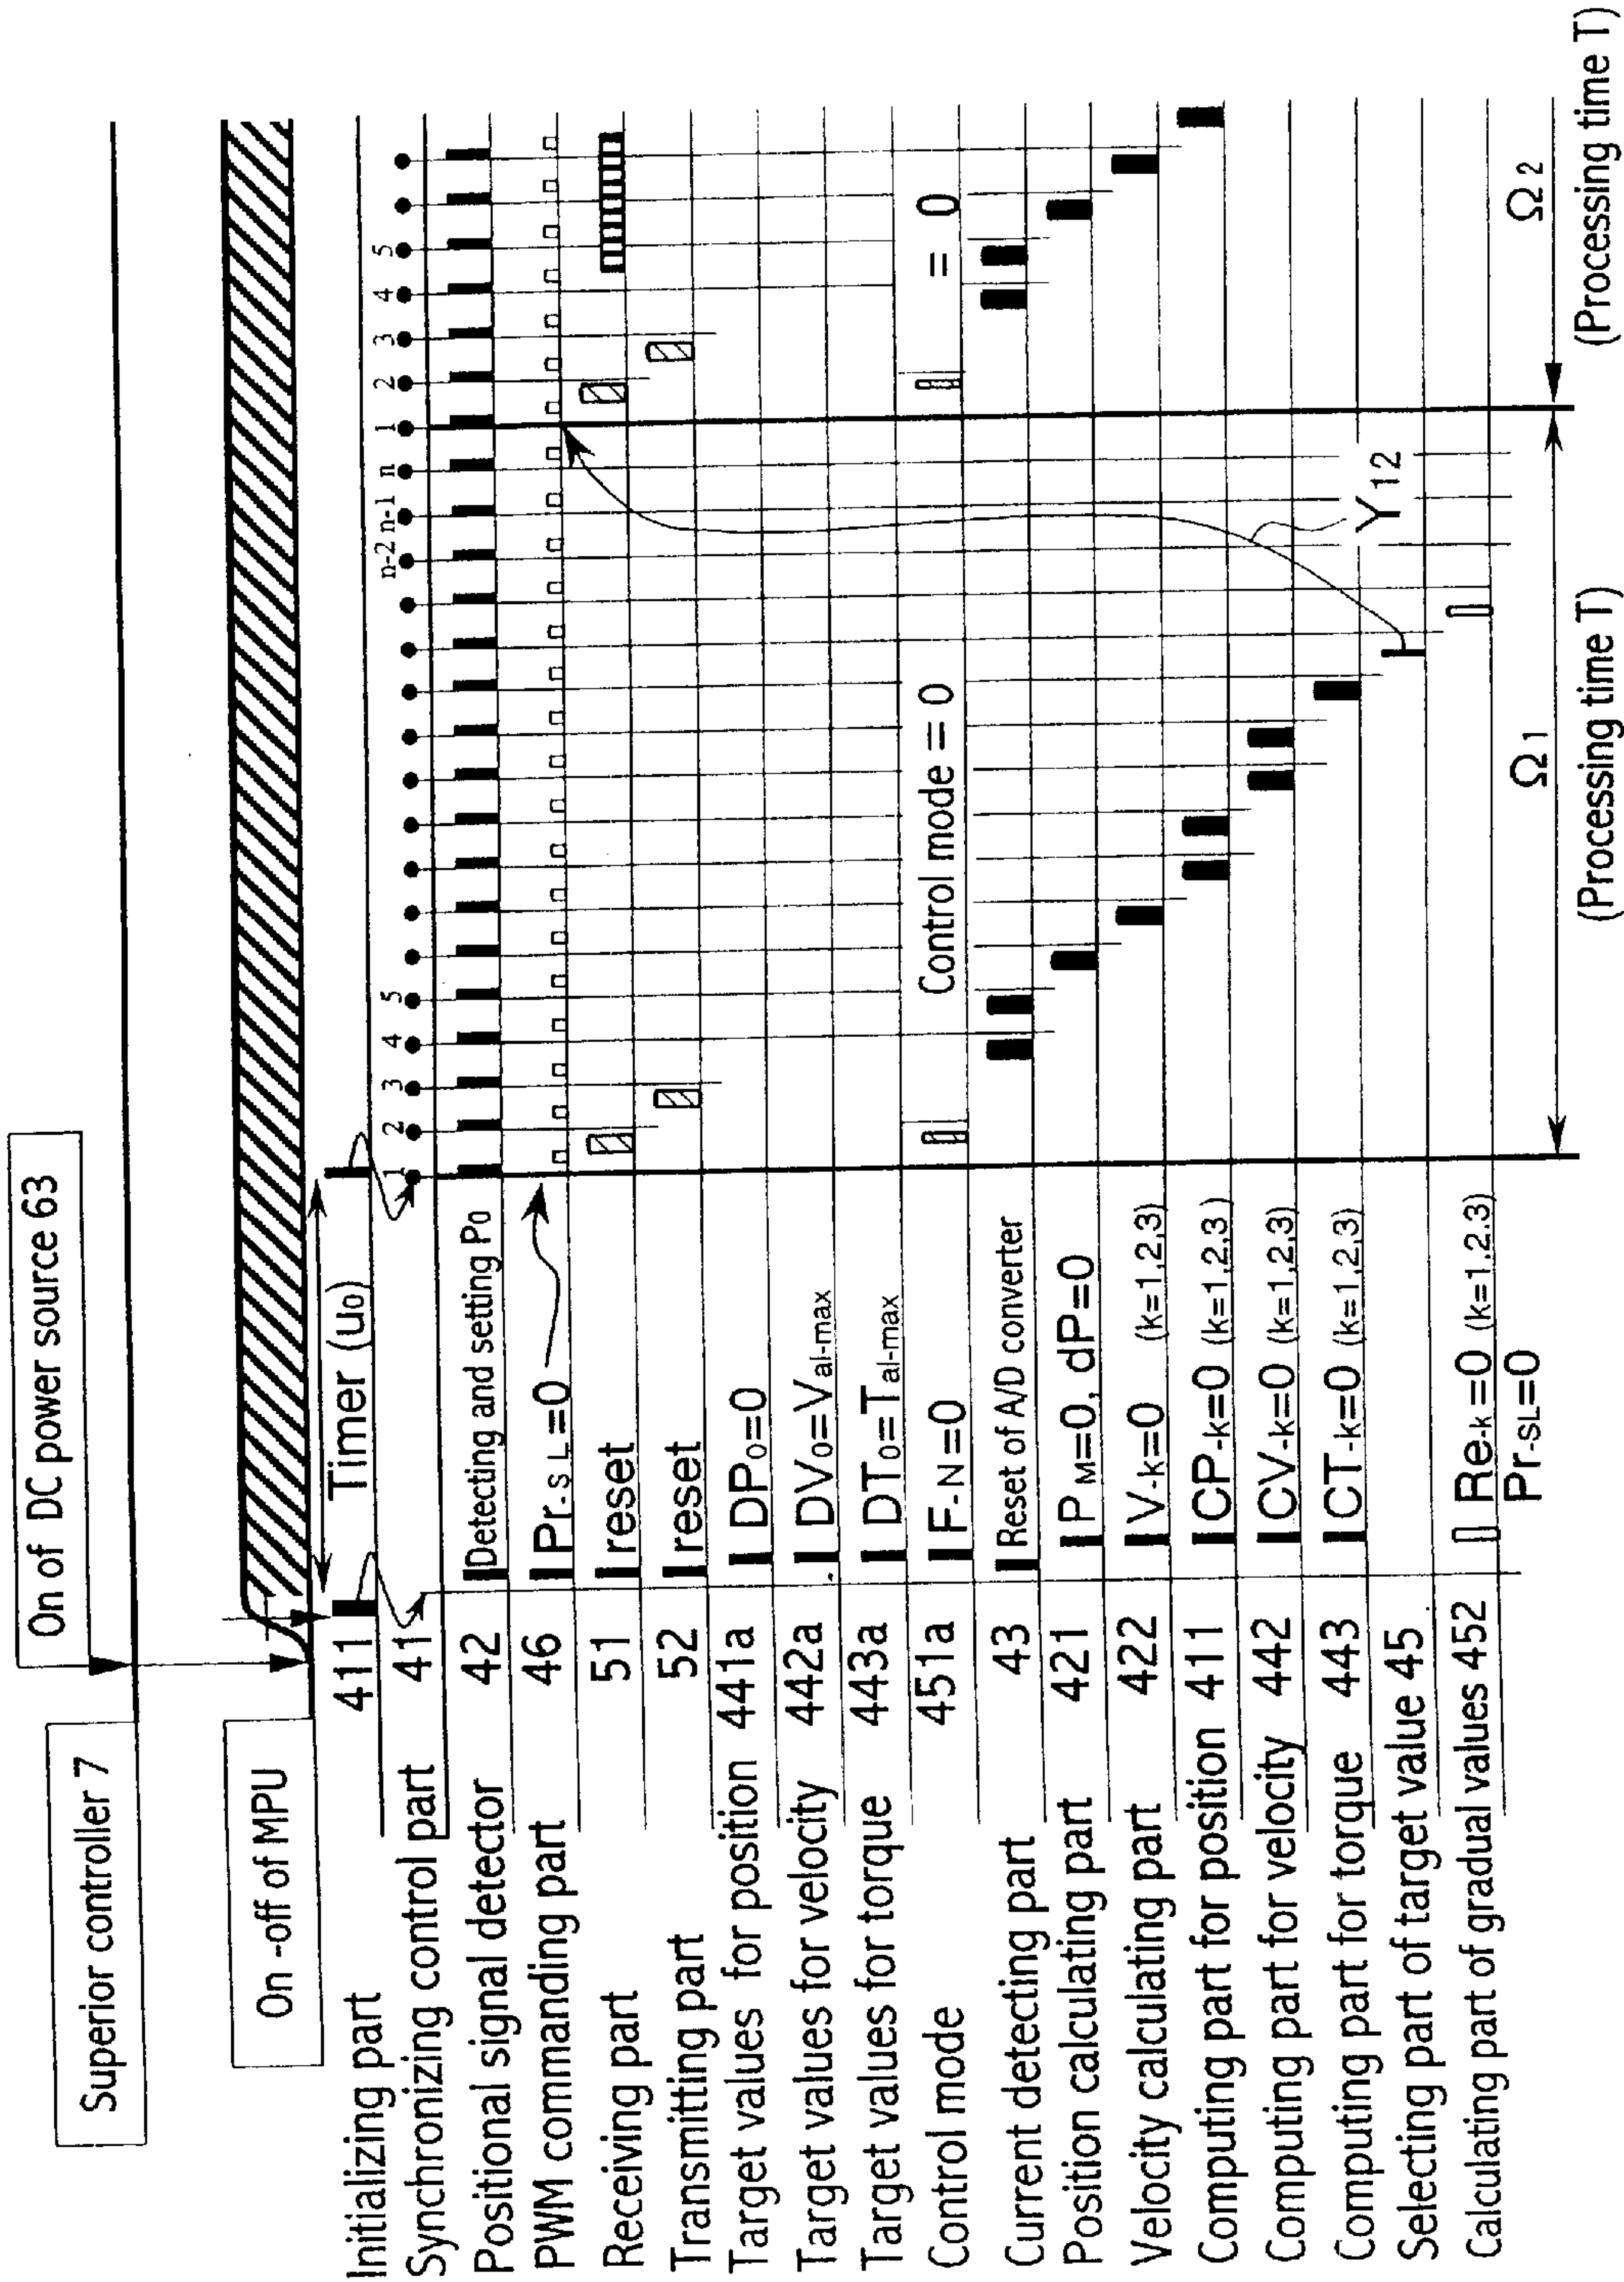 On of DC power source 63
Superior controller 7
On -off of MPU
Initializing part 411 Timer (u0)
Synchronizing control part 41 1 2 3 4 5 n-2 n-1 n 1 2 3 4 5
Positional signal detector 42 Detecting and setting P0
PWM commanding part 46 Pr-SL=0
Receiving part 51 reset
Transmitting part 52 reset
Target values for position 441a DP0=0
Target values for velocity 442a DV0=Val-max
Target values for torque 443a DT0=Tal-max
Control mode 451a F-N=0 Control mode = 0 = 0
Current detecting part 43 Reset of A/D converter
Position calculating part 421 PM=0, dP=0
Velocity calculating part 422 V-k=0 (k=1,2,3)
Computing part for position 411 CP-k=0 (k=1,2,3)
Computing part for velocity 442 CV-k=0 (k=1,2,3)
Computing part for torque 443 CT-k=0 (k=1,2,3)
Y12
Selecting part of target value 45
Calculating part of gradual values 452 Re-k=0 (k=1.2.3)
Pr-SL=0
Ω1 Ω2
(Processing time T) (Processing time T)